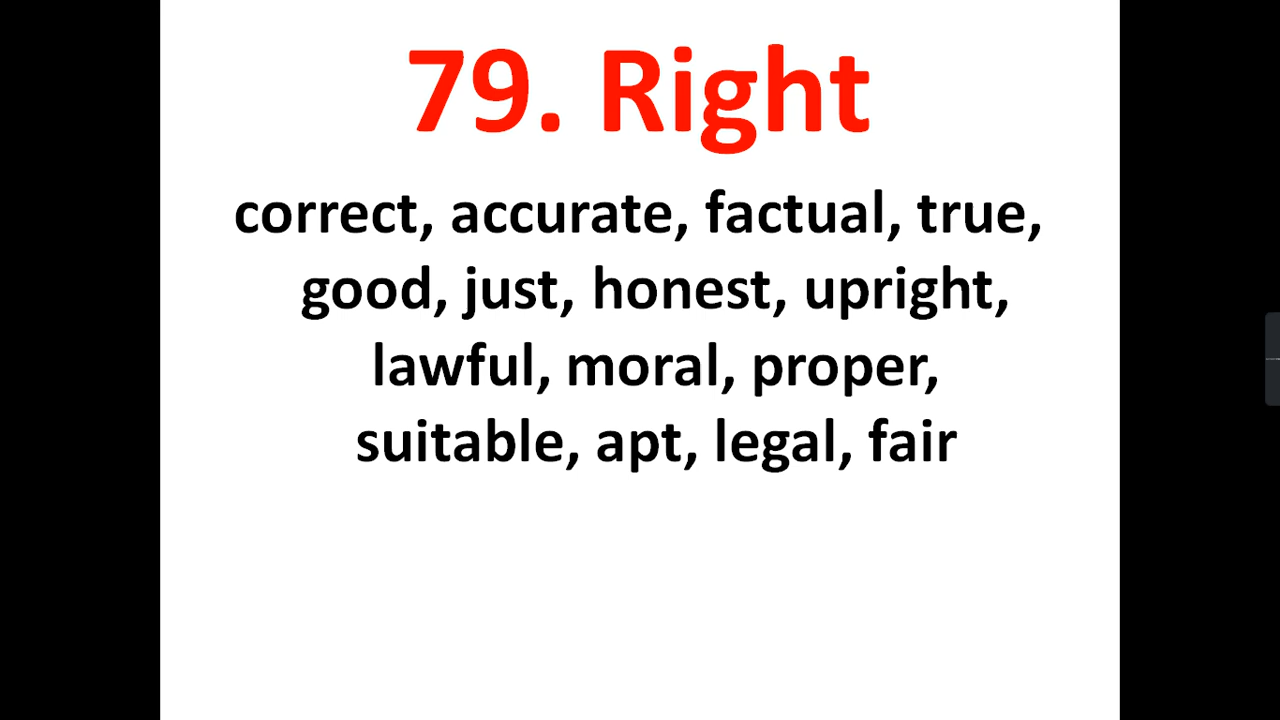 79. Right
correct, accurate, factual, true,
good, just, honest, upright,
lawful, moral, proper,
suitable, apt, legal, fair